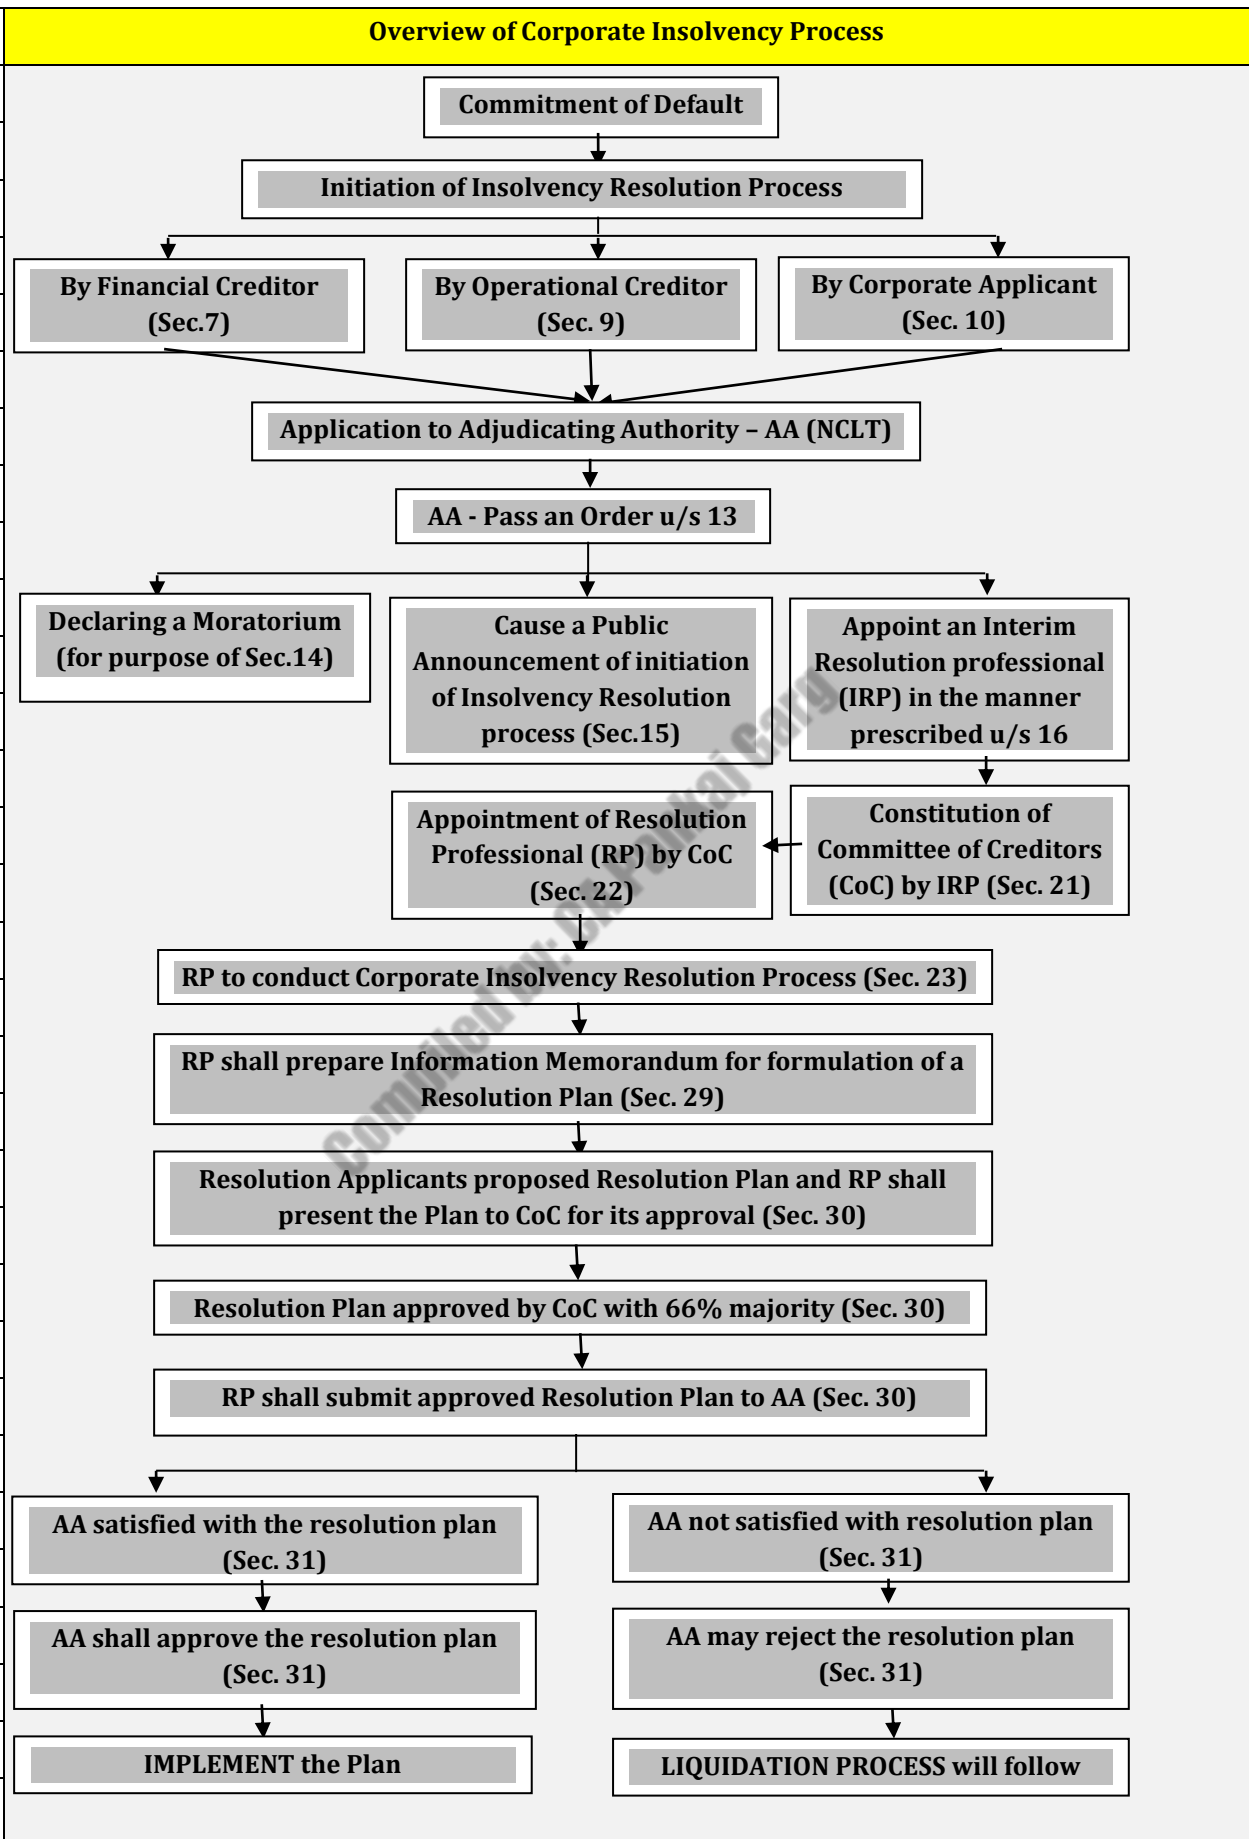 Overview of Corporate Insolvency Process
Commitment of Default
Initiation of Insolvency Resolution Process
By Financial Creditor
(Sec.7)
By Operational Creditor
(Sec. 9)
By Corporate Applicant
(Sec. 10)
Application to Adjudicating Authority – AA (NCLT)
AA - Pass an Order u/s 13
Declaring a Moratorium
(for purpose of Sec.14)
Cause a Public
Announcement of initiation
of Insolvency Resolution
process (Sec.15)
Appoint an Interim
Resolution professional
(IRP) in the manner
prescribed u/s 16
Appointment of Resolution
Professional (RP) by CoC
(Sec. 22)
Constitution of
Committee of Creditors
(CoC) by IRP (Sec. 21)
RP to conduct Corporate Insolvency Resolution Process (Sec. 23)
RP shall prepare Information Memorandum for formulation of a
Resolution Plan (Sec. 29)
Resolution Applicants proposed Resolution Plan and RP shall
present the Plan to CoC for its approval (Sec. 30)
Resolution Plan approved by CoC with 66% majority (Sec. 30)
RP shall submit approved Resolution Plan to AA (Sec. 30)
AA satisfied with the resolution plan
(Sec. 31)
AA not satisfied with resolution plan
(Sec. 31)
AA shall approve the resolution plan
(Sec. 31)
AA may reject the resolution plan
(Sec. 31)
IMPLEMENT the Plan
LIQUIDATION PROCESS will follow
Compiled by: CA Pankaj Garg